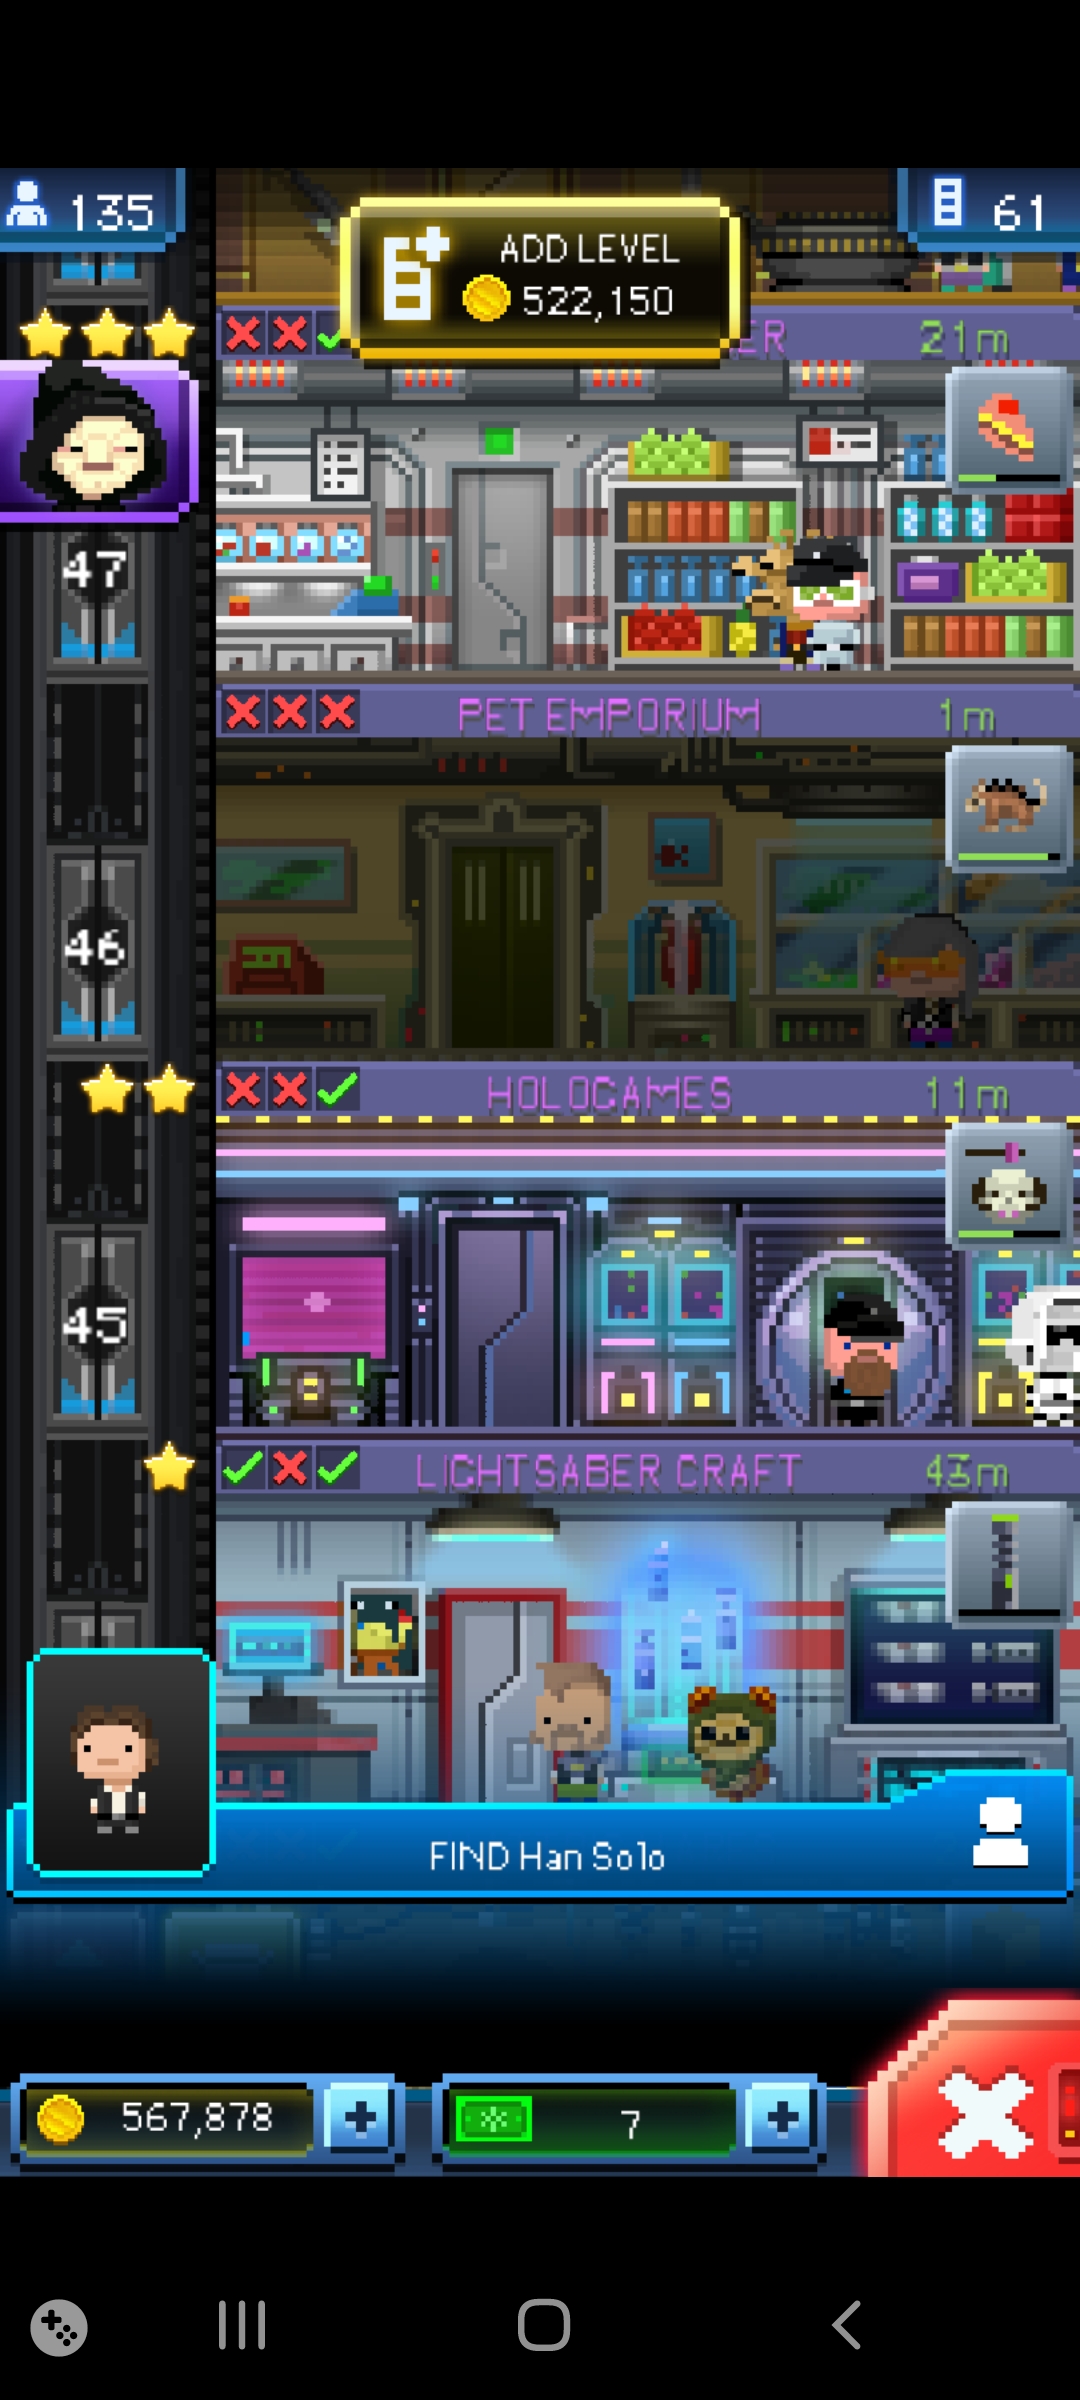 135
61
ADD LEVEL
522,150
ER
21m
47
PET EMPORIUM
1m
46
HOLOGAMES
11m
45
LIGHTSABER CRAFT
43m
FIND Han Solo
567,878
7